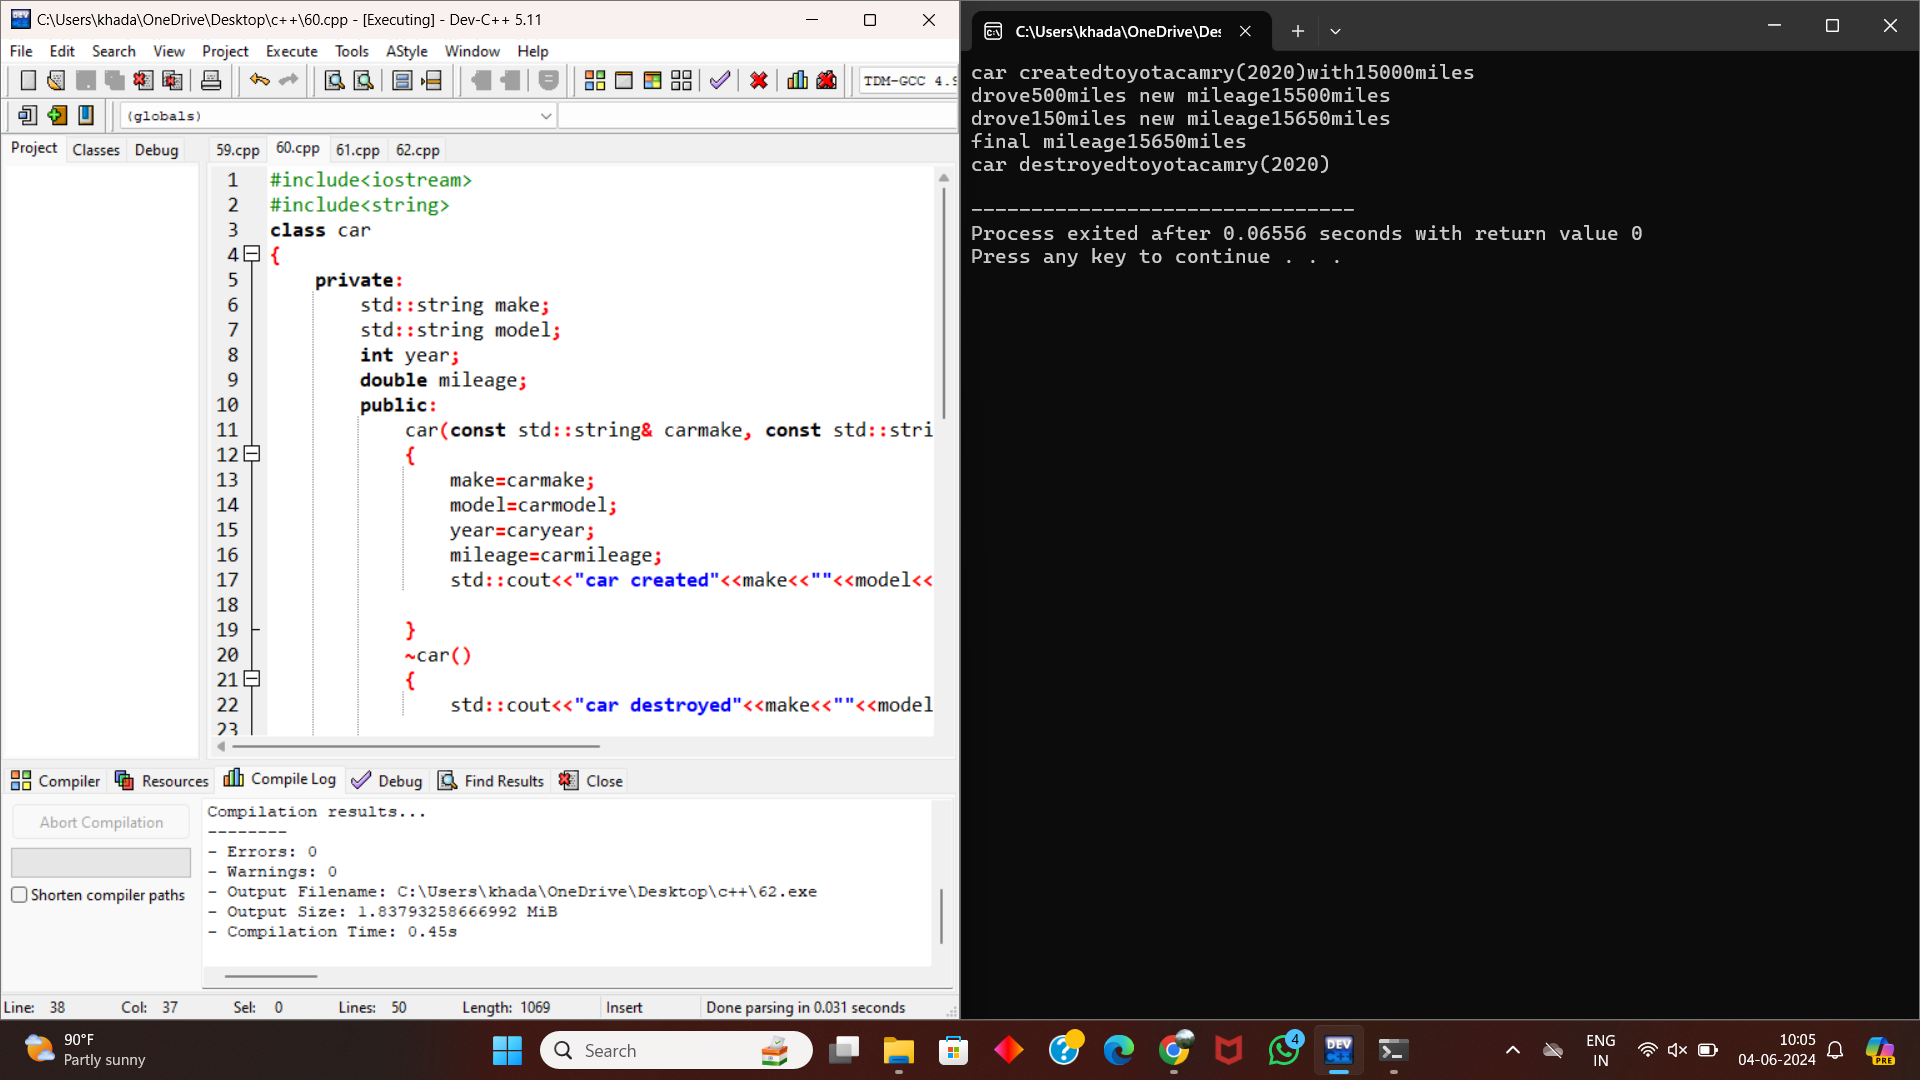 C:\Users\khada\OneDrive\Desktop\c++\60.cpp - [Executing] - Dev-C++ 5.11
File Edit Search View Project Execute Tools AStyle Window Help
TDM-GCC 4.9
(globals)
Project Classes Debug
59.cpp 60.cpp 61.cpp 62.cpp
1 #include<iostream>
2 #include<string>
3 class car
4 {
5 private:
6 std::string make;
7 std::string model;
8 int year;
9 double mileage;
10 public:
11 car(const std::string& carmake, const std::stri
12 {
13 make=carmake;
14 model=carmodel;
15 year=caryear;
16 mileage=carmileage;
17 std::cout<<"car created"<<make<<""<<model<<
18
19 }
20 ~car()
21 {
22 std::cout<<"car destroyed"<<make<<""<<model
23
Compiler Resources Compile Log Debug Find Results Close
Abort Compilation
Shorten compiler paths
Compilation results...
--------
- Errors: 0
- Warnings: 0
- Output Filename: C:\Users\khada\OneDrive\Desktop\c++\62.exe
- Output Size: 1.83793258666992 MiB
- Compilation Time: 0.45s
Line: 38 Col: 37 Sel: 0 Lines: 50 Length: 1069 Insert Done parsing in 0.031 seconds
C:\Users\khada\OneDrive\Des
car createdtoyotacamry(2020)with15000miles
drove500miles new mileage15500miles
drove150miles new mileage15650miles
final mileage15650miles
car destroyedtoyotacamry(2020)
--------------------------------
Process exited after 0.06556 seconds with return value 0
Press any key to continue . . .
90°F
Partly sunny
Search
4
DEV
C++
ENG
IN
10:05
04-06-2024
PRE